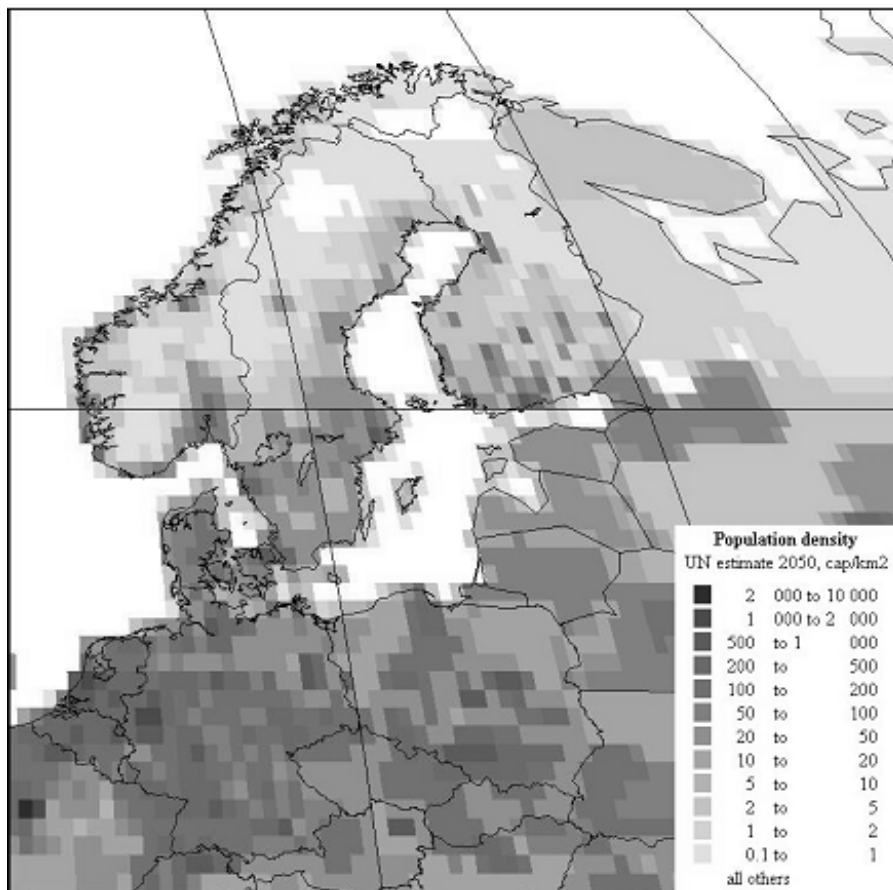 Population density
UN estimate 2050, cap/km2
2 000 to 10 000
1 000 to 2 000
500 to 1 000
200 to 500
100 to 200
50 to 100
20 to 50
10 to 20
5 to 10
2 to 5
1 to 2
0.1 to 1
all others